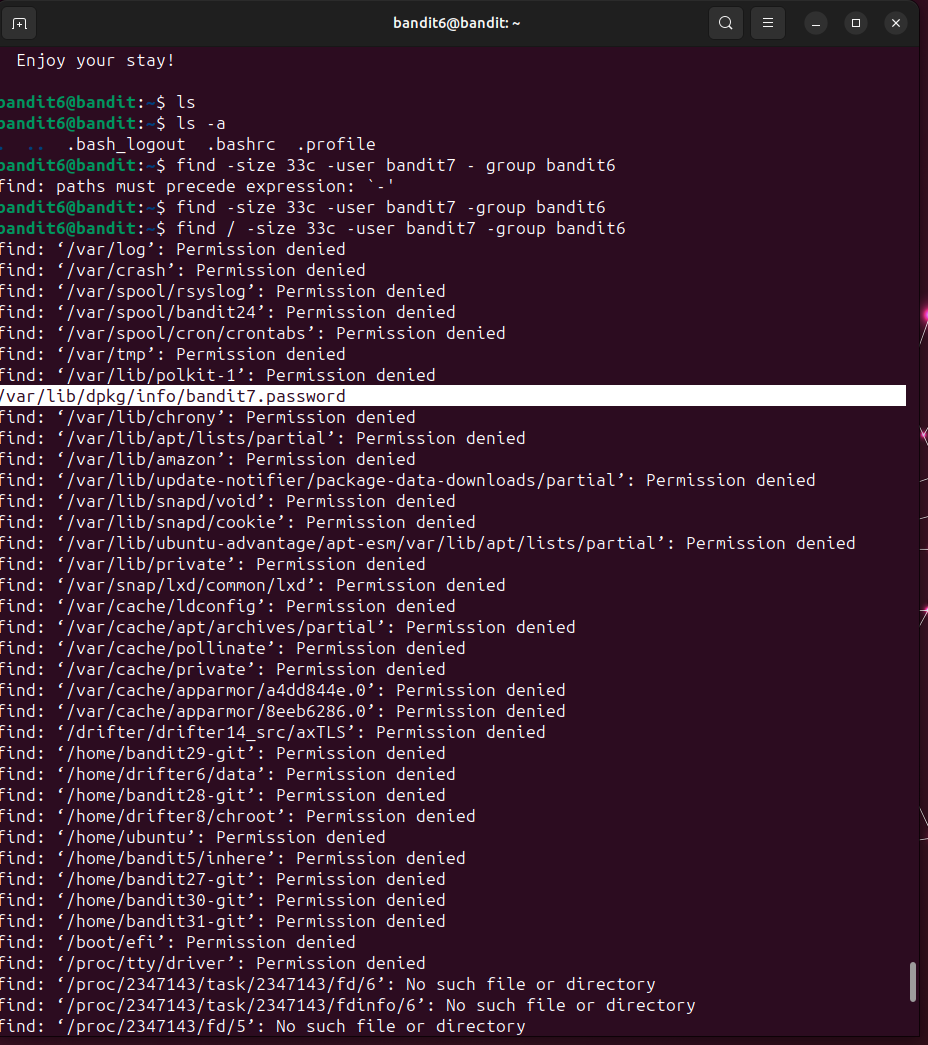 bandit6@bandit: ~
Enjoy your stay!
bandit6@bandit:~$ ls
bandit6@bandit:~$ ls -a
. .. .bash_logout .bashrc .profile
bandit6@bandit:~$ find -size 33c -user bandit7 - group bandit6
find: paths must precede expression: `-'
bandit6@bandit:~$ find -size 33c -user bandit7 -group bandit6
bandit6@bandit:~$ find / -size 33c -user bandit7 -group bandit6
find: ‘/var/log’: Permission denied
find: ‘/var/crash’: Permission denied
find: ‘/var/spool/rsyslog’: Permission denied
find: ‘/var/spool/bandit24’: Permission denied
find: ‘/var/spool/cron/crontabs’: Permission denied
find: ‘/var/tmp’: Permission denied
find: ‘/var/lib/polkit-1’: Permission denied
/var/lib/dpkg/info/bandit7.password
find: ‘/var/lib/chrony’: Permission denied
find: ‘/var/lib/apt/lists/partial’: Permission denied
find: ‘/var/lib/amazon’: Permission denied
find: ‘/var/lib/update-notifier/package-data-downloads/partial’: Permission denied
find: ‘/var/lib/snapd/void’: Permission denied
find: ‘/var/lib/snapd/cookie’: Permission denied
find: ‘/var/lib/ubuntu-advantage/apt-esm/var/lib/apt/lists/partial’: Permission denied
find: ‘/var/lib/private’: Permission denied
find: ‘/var/snap/lxd/common/lxd’: Permission denied
find: ‘/var/cache/ldconfig’: Permission denied
find: ‘/var/cache/apt/archives/partial’: Permission denied
find: ‘/var/cache/pollinate’: Permission denied
find: ‘/var/cache/private’: Permission denied
find: ‘/var/cache/apparmor/a4dd844e.0’: Permission denied
find: ‘/var/cache/apparmor/8eeb6286.0’: Permission denied
find: ‘/drifter/drifter14_src/axTLS’: Permission denied
find: ‘/home/bandit29-git’: Permission denied
find: ‘/home/drifter6/data’: Permission denied
find: ‘/home/bandit28-git’: Permission denied
find: ‘/home/drifter8/chroot’: Permission denied
find: ‘/home/ubuntu’: Permission denied
find: ‘/home/bandit5/inhere’: Permission denied
find: ‘/home/bandit27-git’: Permission denied
find: ‘/home/bandit30-git’: Permission denied
find: ‘/home/bandit31-git’: Permission denied
find: ‘/boot/efi’: Permission denied
find: ‘/proc/tty/driver’: Permission denied
find: ‘/proc/2347143/task/2347143/fd/6’: No such file or directory
find: ‘/proc/2347143/task/2347143/fdinfo/6’: No such file or directory
find: ‘/proc/2347143/fd/5’: No such file or directory